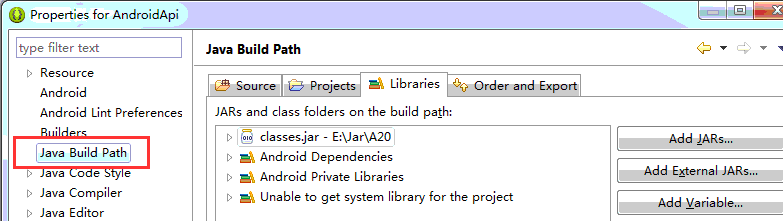 Properties for AndroidApi
type filter text
Resource
Android
Android Lint Preferences
Builders
Java Build Path
Java Code Style
Java Compiler
Java Editor
Java Build Path
Source
Projects
Libraries
Order and Export
JARs and class folders on the build path:
classes.jar - E:\Jar\A20
Android Dependencies
Android Private Libraries
Unable to get system library for the project
Add JARs...
Add External JARs...
Add Variable...